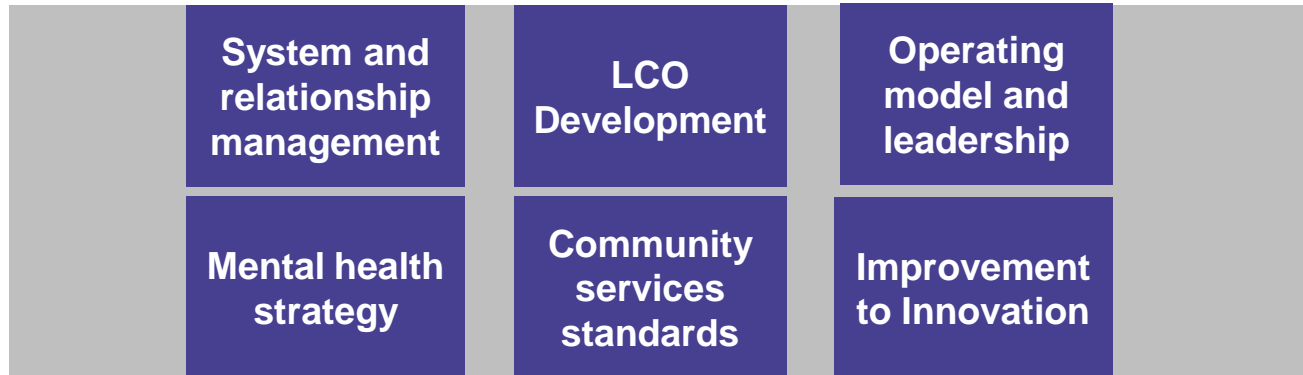 System and
relationship
management
LCO
Development
Operating
model and
leadership
Mental health
strategy
Community
services
standards
Improvement
to Innovation